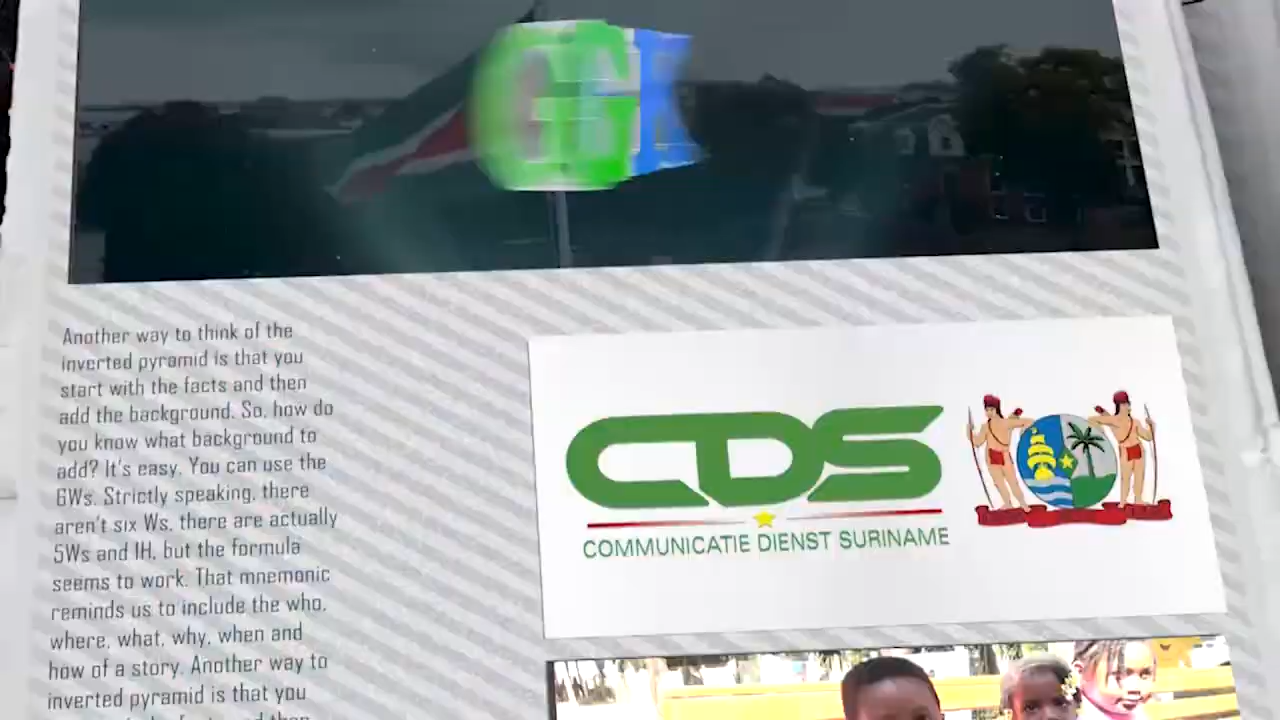 Another way to think of the
inverted pyramid is that you
start with the facts and then
add the background. So, how do
you know what background to
add? It's easy. You can use the
6Ws. Strictly speaking, there
aren't six Ws, there are actually
5Ws and 1H, but the formula
seems to work. That mnemonic
reminds us to include the who,
where, what, why, when and
how of a story. Another way to
inverted pyramid is that you
CDS
COMMUNICATIE DIENST SURINAME